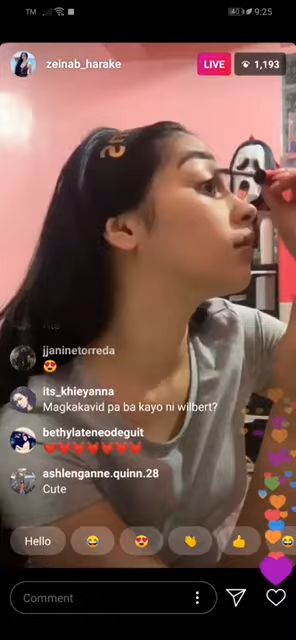 TM 9:25
zeinab_harake LIVE 1,193
jjaninetorreda
😍
its_khieyanna
Magkakavid pa ba kayo ni wilbert?
bethylateneodeguit
❤️❤️❤️❤️❤️❤️❤️
ashlenganne.quinn.28
Cute
Hello 😂 😍 👏 👍 😂
Comment